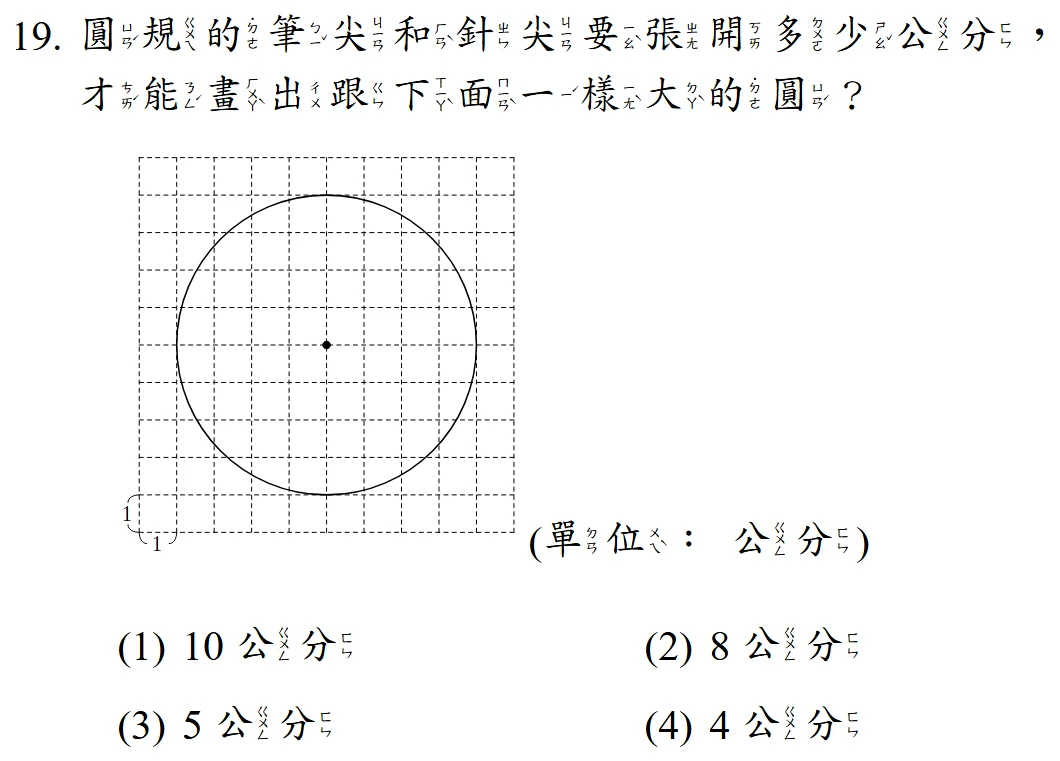 19. 圓規的筆尖和針尖要張開多少公分，
才能畫出跟下面一樣大的圓？
1
1
(單位： 公分)
(1) 10 公分 (2) 8 公分
(3) 5 公分 (4) 4 公分